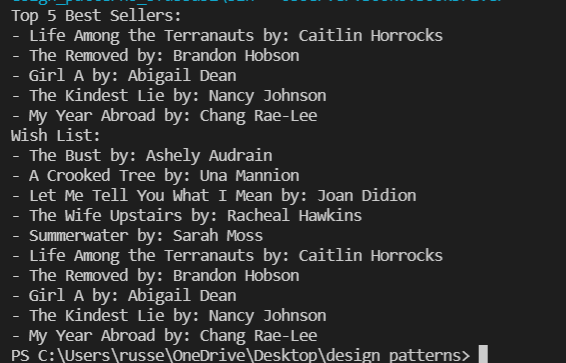 Top 5 Best Sellers:
- Life Among the Terranauts by: Caitlin Horrocks
- The Removed by: Brandon Hobson
- Girl A by: Abigail Dean
- The Kindest Lie by: Nancy Johnson
- My Year Abroad by: Chang Rae-Lee
Wish List:
- The Bust by: Ashely Audrain
- A Crooked Tree by: Una Mannion
- Let Me Tell You What I Mean by: Joan Didion
- The Wife Upstairs by: Racheal Hawkins
- Summerwater by: Sarah Moss
- Life Among the Terranauts by: Caitlin Horrocks
- The Removed by: Brandon Hobson
- Girl A by: Abigail Dean
- The Kindest Lie by: Nancy Johnson
- My Year Abroad by: Chang Rae-Lee
PS C:\Users\russe\OneDrive\Desktop\design patterns>